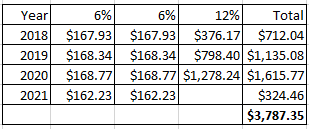 Year 6% 6% 12% Total
2018 $167.93 $167.93 $376.17 $712.04
2019 $168.34 $168.34 $798.40 $1,135.08
2020 $168.77 $168.77 $1,278.24 $1,615.77
2021 $162.23 $162.23 $324.46
$3,787.35